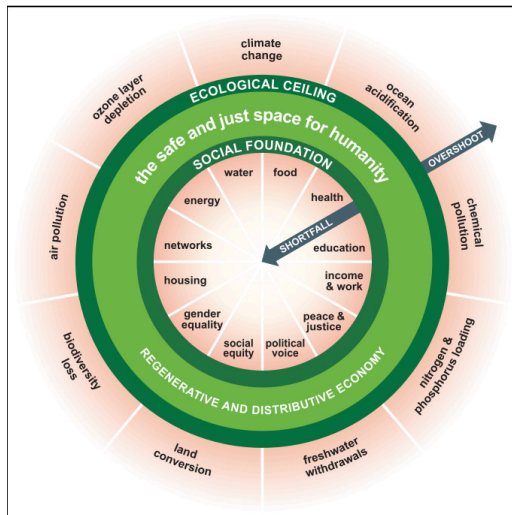 climate
change
ozone layer
depletion
ocean
acidification
ECOLOGICAL CEILING
the safe and just space for humanity
OVERSHOOT
SOCIAL FOUNDATION
water
food
energy
health
air pollution
chemical
pollution
networks
SHORTFALL
education
housing
income
& work
gender
equality
peace &
justice
social
equity
political
voice
biodiversity
loss
nitrogen &
phosphorus loading
REGENERATIVE AND DISTRIBUTIVE ECONOMY
land
conversion
freshwater
withdrawals